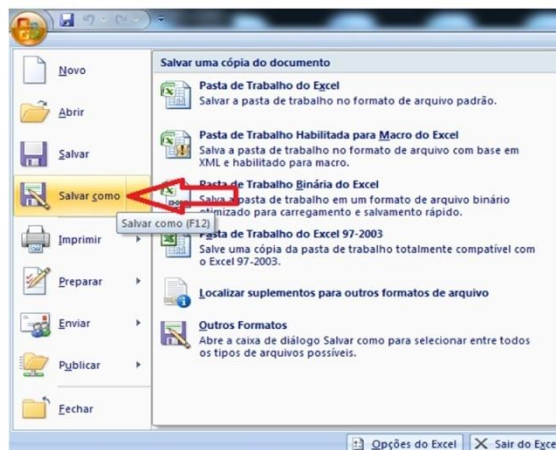 Novo
Abrir
Salvar
Salvar como
Salvar como (F12)
Imprimir
Preparar
Enviar
Publicar
Fechar
Salvar uma cópia do documento
Pasta de Trabalho do Excel
Salvar a pasta de trabalho no formato de arquivo padrão.
Pasta de Trabalho Habilitada para Macro do Excel
Salva a pasta de trabalho no formato de arquivo com base em
XML e habilitado para macro.
Pasta de Trabalho Binária do Excel
Salva a pasta de trabalho em um formato de arquivo binário
otimizado para carregamento e salvamento rápido.
Pasta de Trabalho do Excel 97-2003
Salve uma cópia da pasta de trabalho totalmente compatível com
o Excel 97-2003.
Localizar suplementos para outros formatos de arquivo
Outros Formatos
Abre a caixa de diálogo Salvar como para selecionar entre todos
os tipos de arquivos possíveis.
Opções do Excel
Sair do Exce